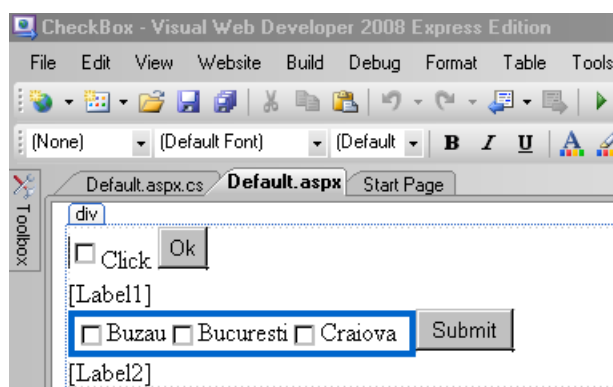 CheckBox - Visual Web Developer 2008 Express Edition
File Edit View Website Build Debug Format Table Tools
(None) (Default Font) (Default B I U A
Default.aspx.cs Default.aspx Start Page
Toolbox
div
Click Ok
[Label1]
Buzau Bucuresti Craiova Submit
[Label2]